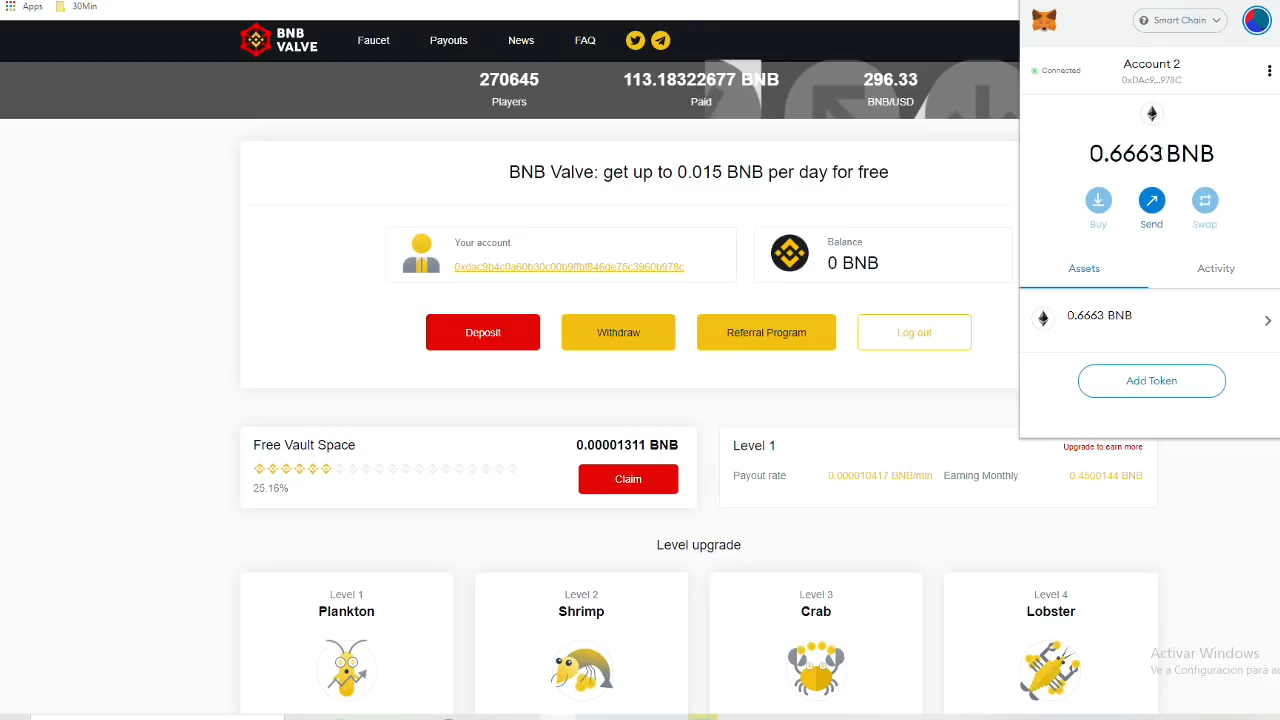 Apps 30Min
BNB VALVE Faucet Payouts News FAQ
270645 113.18322677 BNB 296.33
Players Paid BNB/USD
BNB Valve: get up to 0.015 BNB per day for free
Your account
0xdac9b4c0a60b30c00b9ffbf846de75c3960b978c
Balance
0 BNB
Deposit Withdraw Referral Program Log out
Free Vault Space 0.00001311 BNB
25.16%
Claim
Level 1 Upgrade to earn more
Payout rate 0.000010417 BNB/min Earning Monthly 0.4500144 BNB
Level upgrade
Level 1
Plankton
Level 2
Shrimp
Level 3
Crab
Level 4
Lobster
Smart Chain
Connected
Account 2
0xDAc9...978C
0.6663 BNB
Buy Send Swap
Assets Activity
0.6663 BNB
Add Token
Activar Windows
Ve a Configuración para